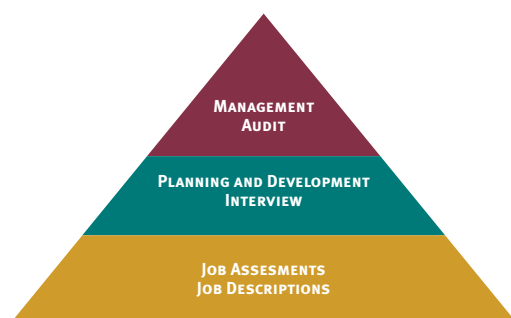 Management
Audit
Planning and Development
Interview
Job Assesments
Job Descriptions